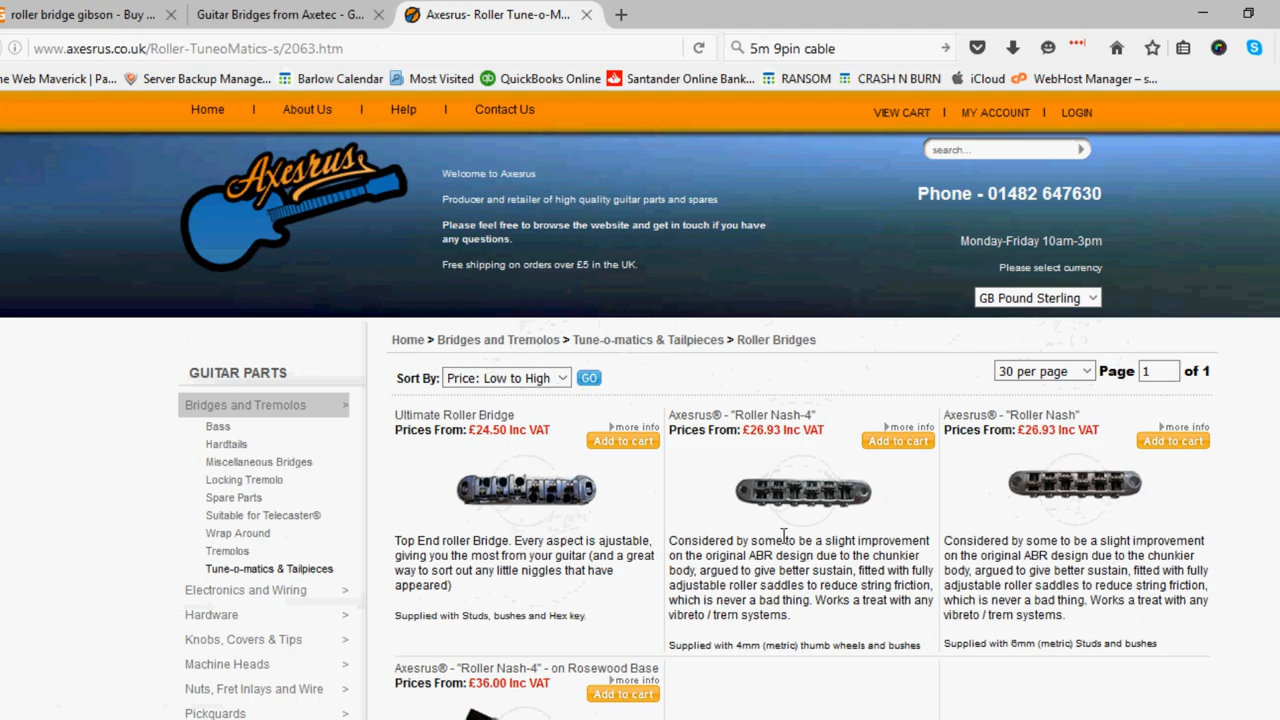 roller bridge gibson - Buy ...
Guitar Bridges from Axetec - G...
Axesrus- Roller Tune-o-M...
www.axesrus.co.uk/Roller-TuneoMatics-s/2063.htm
5m 9pin cable
he Web Maverick | Pa...
Server Backup Manage...
Barlow Calendar
Most Visited
QuickBooks Online
Santander Online Bank...
RANSOM
CRASH N BURN
iCloud
WebHost Manager – s...
Home
About Us
Help
Contact Us
VIEW CART
MY ACCOUNT
LOGIN
Axesrus
search...
Welcome to Axesrus
Producer and retailer of high quality guitar parts and spares
Please feel free to browse the website and get in touch if you have
any questions.
Free shipping on orders over £5 in the UK.
Phone - 01482 647630
Monday-Friday 10am-3pm
Please select currency
GB Pound Sterling
Home > Bridges and Tremolos > Tune-o-matics & Tailpieces > Roller Bridges
Sort By: Price: Low to High GO
30 per page Page 1 of 1
GUITAR PARTS
Bridges and Tremolos >
Bass
Hardtails
Miscellaneous Bridges
Locking Tremolo
Spare Parts
Suitable for Telecaster®
Wrap Around
Tremolos
Tune-o-matics & Tailpieces
Electronics and Wiring >
Hardware >
Knobs, Covers & Tips >
Machine Heads >
Nuts, Fret Inlays and Wire >
Pickguards >
Ultimate Roller Bridge
Prices From: £24.50 Inc VAT
more info
Add to cart
Top End roller Bridge. Every aspect is ajustable,
giving you the most from your guitar (and a great
way to sort out any little niggles that have
appeared)
Supplied with Studs, bushes and Hex key.
Axesrus® - "Roller Nash-4"
Prices From: £26.93 Inc VAT
more info
Add to cart
Considered by some to be a slight improvement
on the original ABR design due to the chunkier
body, argued to give better sustain, fitted with fully
adjustable roller saddles to reduce string friction,
which is never a bad thing. Works a treat with any
vibreto / trem systems.
Supplied with 4mm (metric) thumb wheels and bushes
Axesrus® - "Roller Nash"
Prices From: £26.93 Inc VAT
more info
Add to cart
Considered by some to be a slight improvement
on the original ABR design due to the chunkier
body, argued to give better sustain, fitted with fully
adjustable roller saddles to reduce string friction,
which is never a bad thing. Works a treat with any
vibreto / trem systems.
Supplied with 6mm (metric) Studs and bushes
Axesrus® - "Roller Nash-4" - on Rosewood Base
Prices From: £36.00 Inc VAT
more info
Add to cart